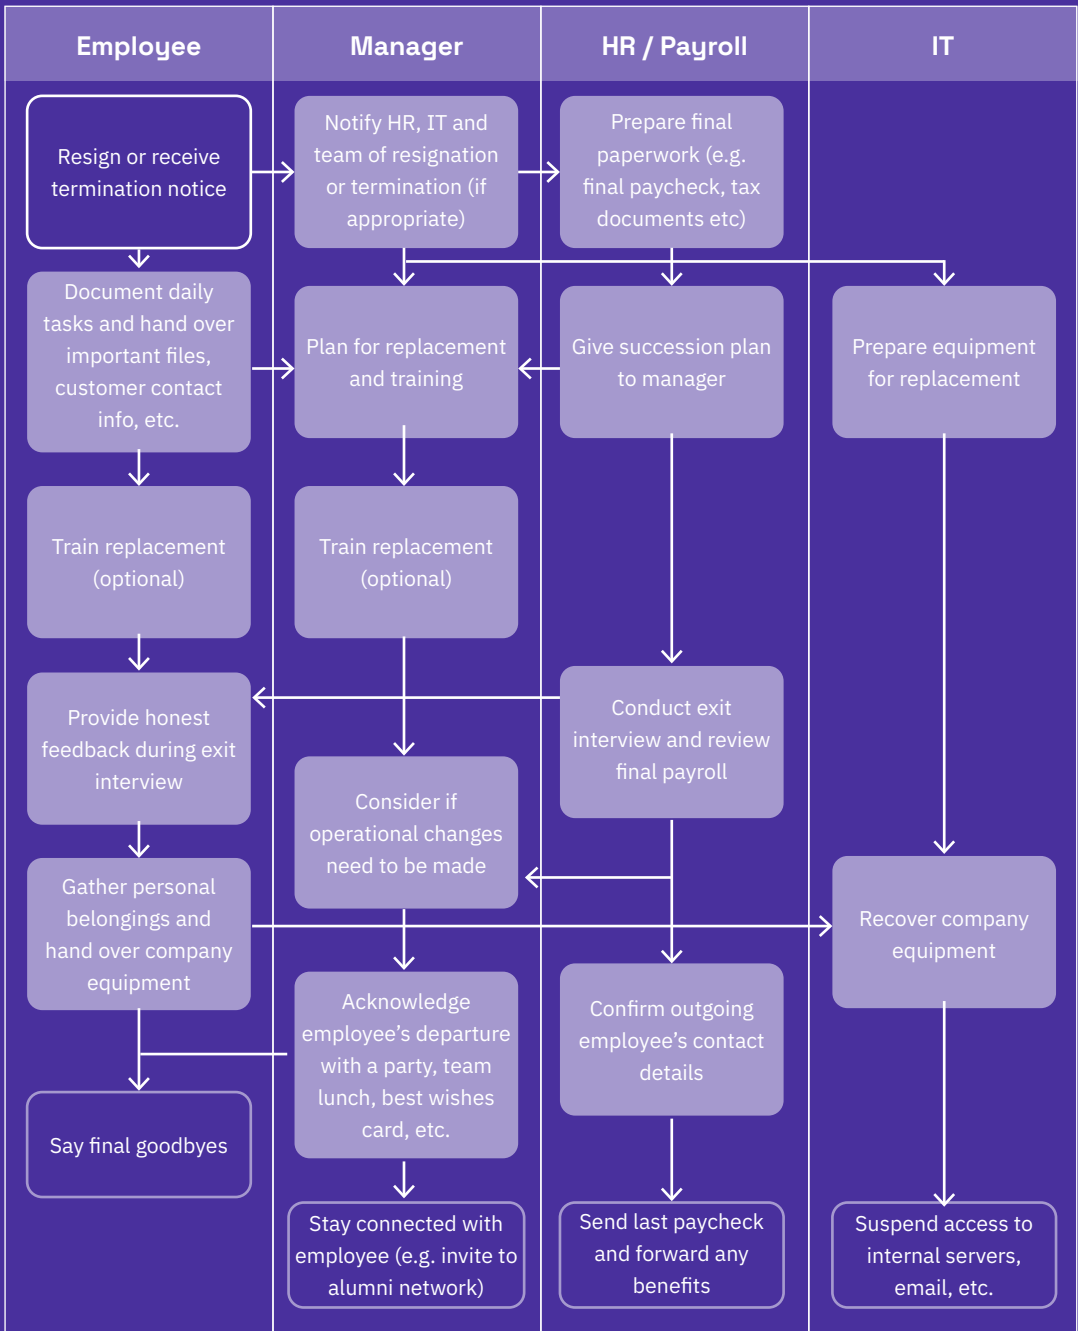 Employee
Manager
HR / Payroll
IT
Resign or receive
termination notice
Notify HR, IT and
team of resignation
or termination (if
appropriate)
Prepare final
paperwork (e.g.
final paycheck, tax
documents etc)
Document daily
tasks and hand over
important files,
customer contact
info, etc.
Plan for replacement
and training
Give succession plan
to manager
Prepare equipment
for replacement
Train replacement
(optional)
Train replacement
(optional)
Provide honest
feedback during exit
interview
Consider if
operational changes
need to be made
Conduct exit
interview and review
final payroll
Gather personal
belongings and
hand over company
equipment
Recover company
equipment
Acknowledge
employee’s departure
with a party, team
lunch, best wishes
card, etc.
Confirm outgoing
employee’s contact
details
Say final goodbyes
Stay connected with
employee (e.g. invite to
alumni network)
Send last paycheck
and forward any
benefits
Suspend access to
internal servers,
email, etc.